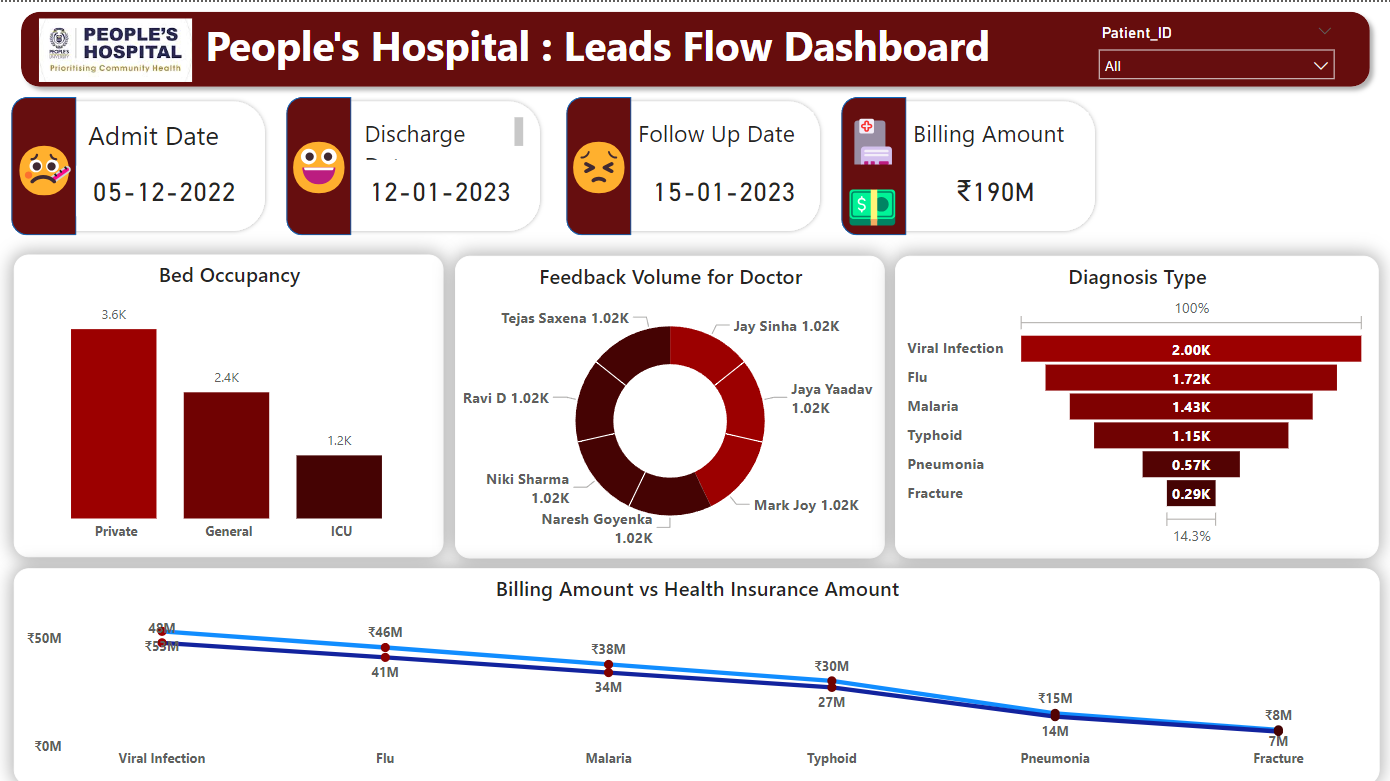 PEOPLE'S
HOSPITAL
PEOPLE'S
UNIVERSITY
Prioritising Community Health
People's Hospital : Leads Flow Dashboard
Patient_ID
All
Admit Date
05-12-2022
Discharge
12-01-2023
Follow Up Date
15-01-2023
Billing Amount
₹190M
Bed Occupancy
3.6K
2.4K
1.2K
Private
General
ICU
Feedback Volume for Doctor
Tejas Saxena 1.02K
Jay Sinha 1.02K
Ravi D 1.02K
Jaya Yaadav
1.02K
Niki Sharma
1.02K
Mark Joy 1.02K
Naresh Goyenka
1.02K
Diagnosis Type
100%
Viral Infection 2.00K
Flu 1.72K
Malaria 1.43K
Typhoid 1.15K
Pneumonia 0.57K
Fracture 0.29K
14.3%
Billing Amount vs Health Insurance Amount
₹50M
₹0M
48M
₹53M
₹46M
41M
₹38M
34M
₹30M
27M
₹15M
14M
₹8M
7M
Viral Infection
Flu
Malaria
Typhoid
Pneumonia
Fracture